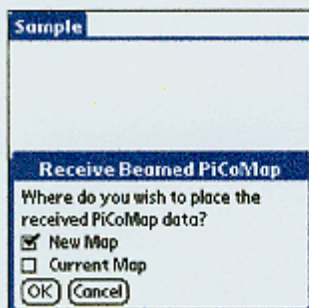 Sample
Receive Beamed PiCoMap
Where do you wish to place the
received PiCoMap data?
New Map
Current Map
OK Cancel